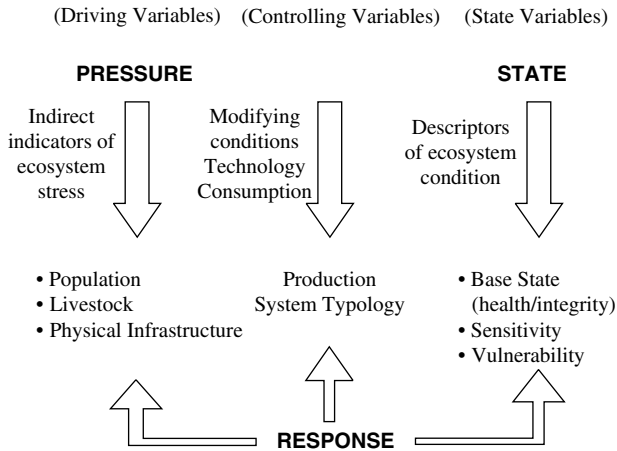 (Driving Variables) (Controlling Variables) (State Variables)
PRESSURE STATE
Indirect
indicators of
ecosystem
stress
Modifying
conditions
Technology
Consumption
Descriptors
of ecosystem
condition
• Population
• Livestock
• Physical Infrastructure
Production
System Typology
• Base State
(health/integrity)
• Sensitivity
• Vulnerability
RESPONSE